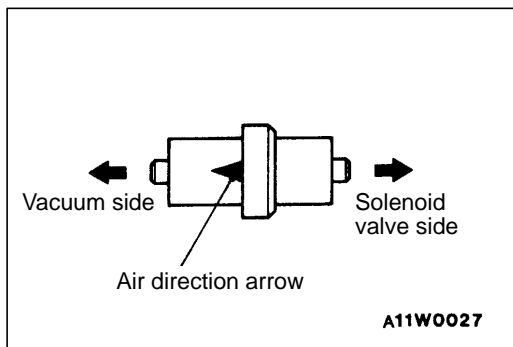 Vacuum side
Solenoid
valve side
Air direction arrow
A11W0027